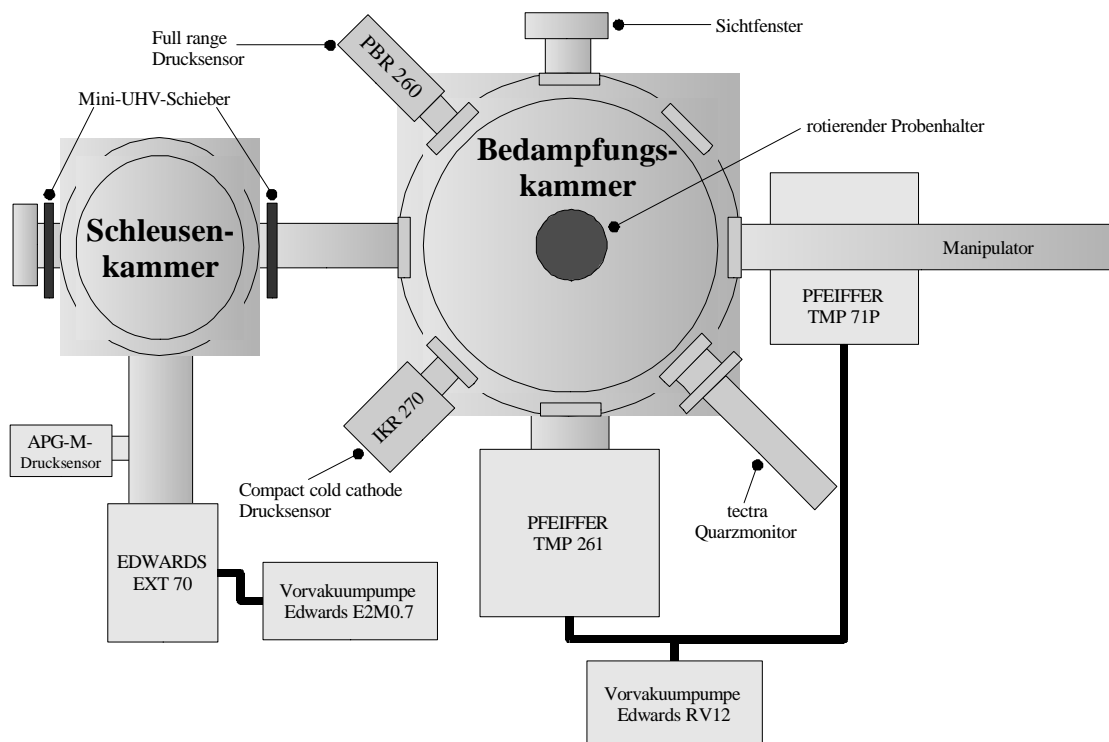 Full range
Drucksensor
PBR 260
Sichtfenster
Mini-UHV-Schieber
rotierender Probenhalter
Bedampfungs-
kammer
Schleusen-
kammer
Manipulator
PFEIFFER
TMP 71P
IKR 270
APG-M-
Drucksensor
Compact cold cathode
Drucksensor
tectra
Quarzmonitor
PFEIFFER
TMP 261
EDWARDS
EXT 70
Vorvakuumpumpe
Edwards E2M0.7
Vorvakuumpumpe
Edwards RV12